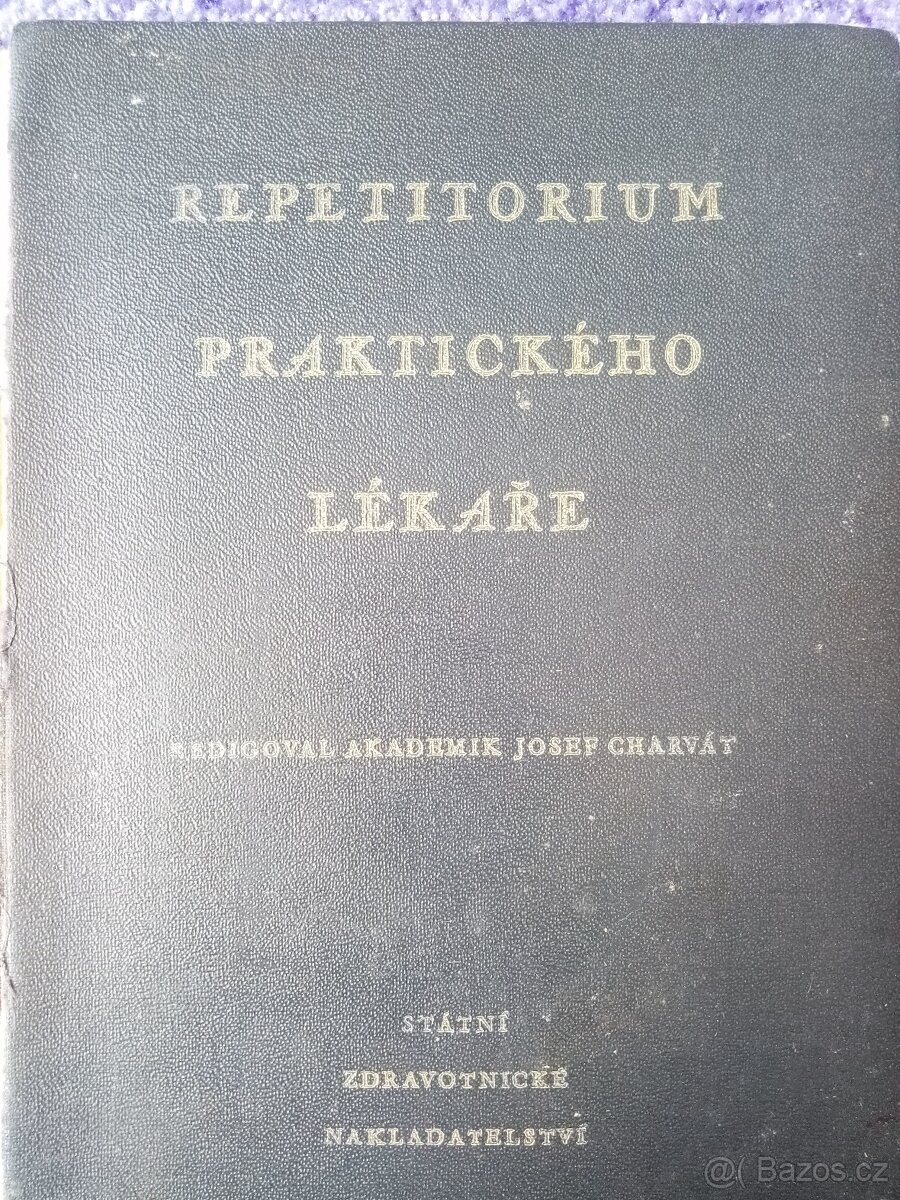 REPETITORIUM
PRAKTICKÉHO
LÉKAŘE
REDIGOVAL AKADEMIK JOSEF CHARVÁT
STÁTNÍ
ZDRAVOTNICKÉ
NAKLADATELSTVÍ
@( Bazos.cz